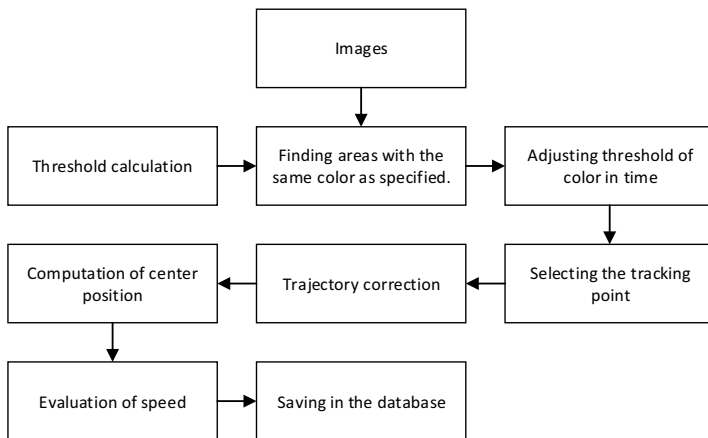 Images
Threshold calculation
Finding areas with the
same color as specified.
Adjusting threshold of
color in time
Computation of center
position
Trajectory correction
Selecting the tracking
point
Evaluation of speed
Saving in the database